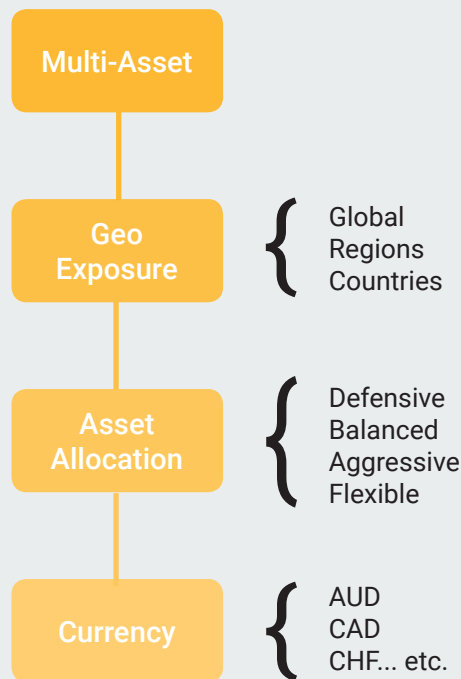 Multi-Asset
Geo
Exposure
Global
Regions
Countries
Asset
Allocation
Defensive
Balanced
Aggressive
Flexible
Currency
AUD
CAD
CHF... etc.